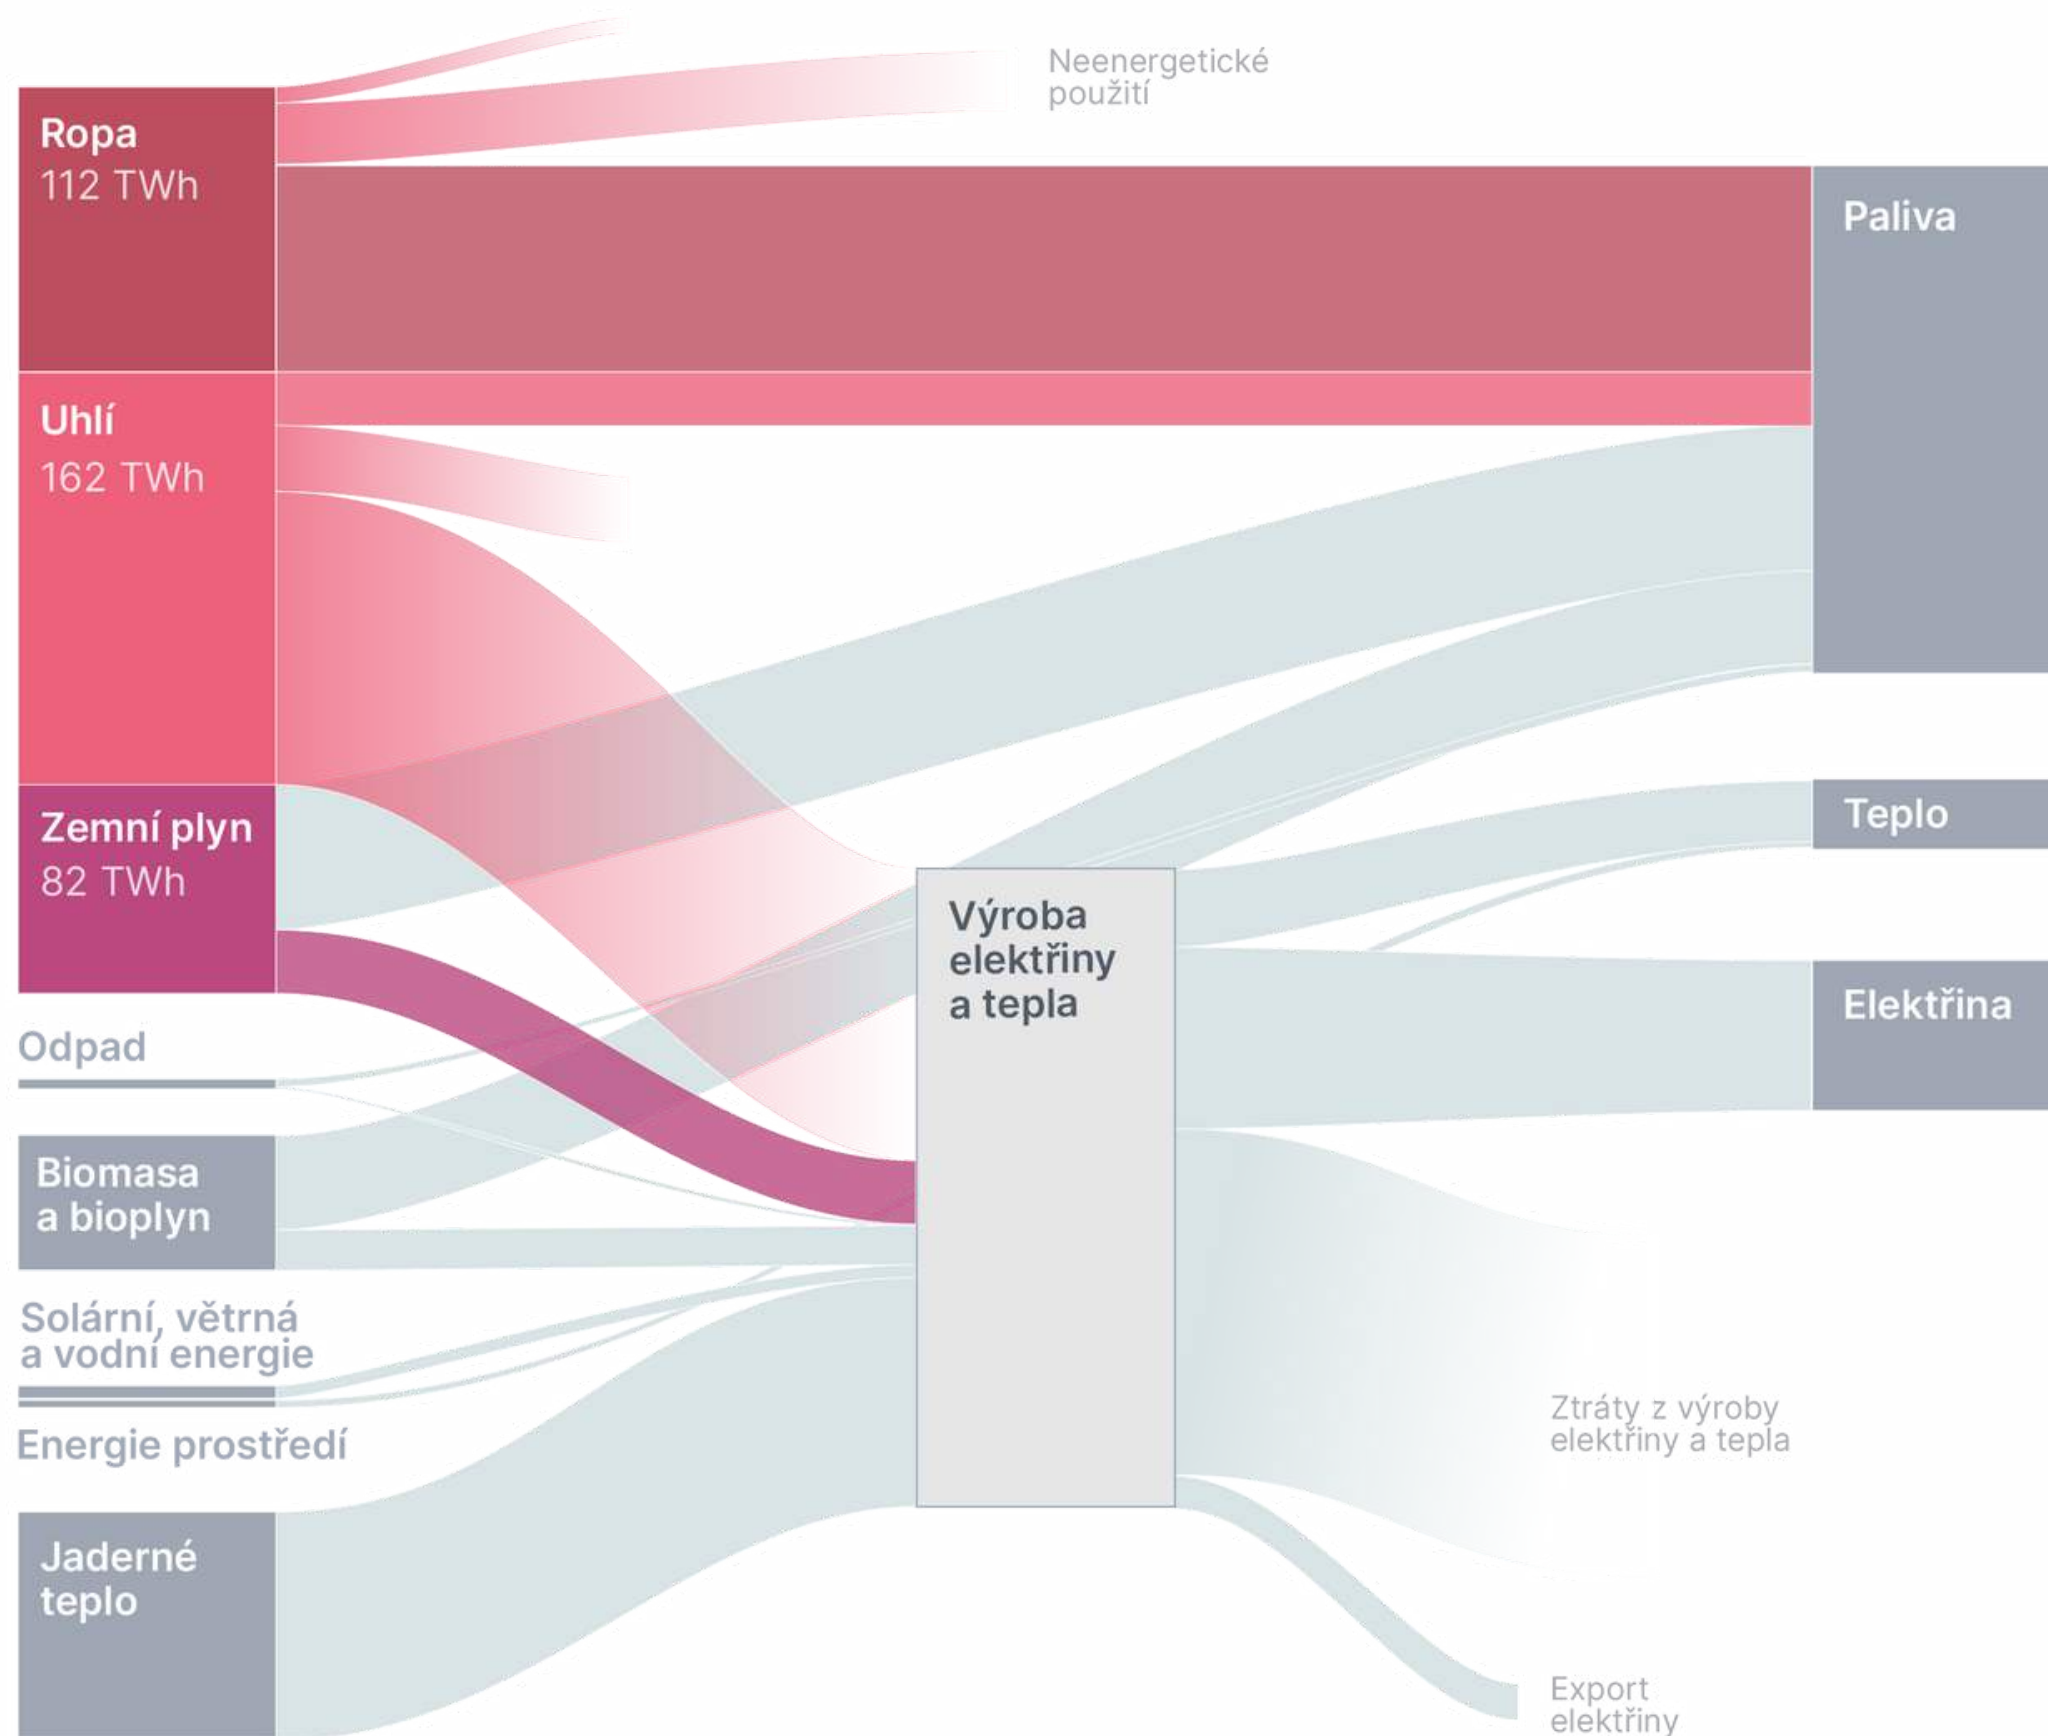 Neenergetické
použití
Ropa
112 TWh
Paliva
Uhlí
162 TWh
Zemní plyn
82 TWh
Teplo
Výroba
elektřiny
a tepla
Elektřina
Odpad
Biomasa
a bioplyn
Solární, větrná
a vodní energie
Energie prostředí
Ztráty z výroby
elektřiny a tepla
Jaderné
teplo
Export
elektřiny